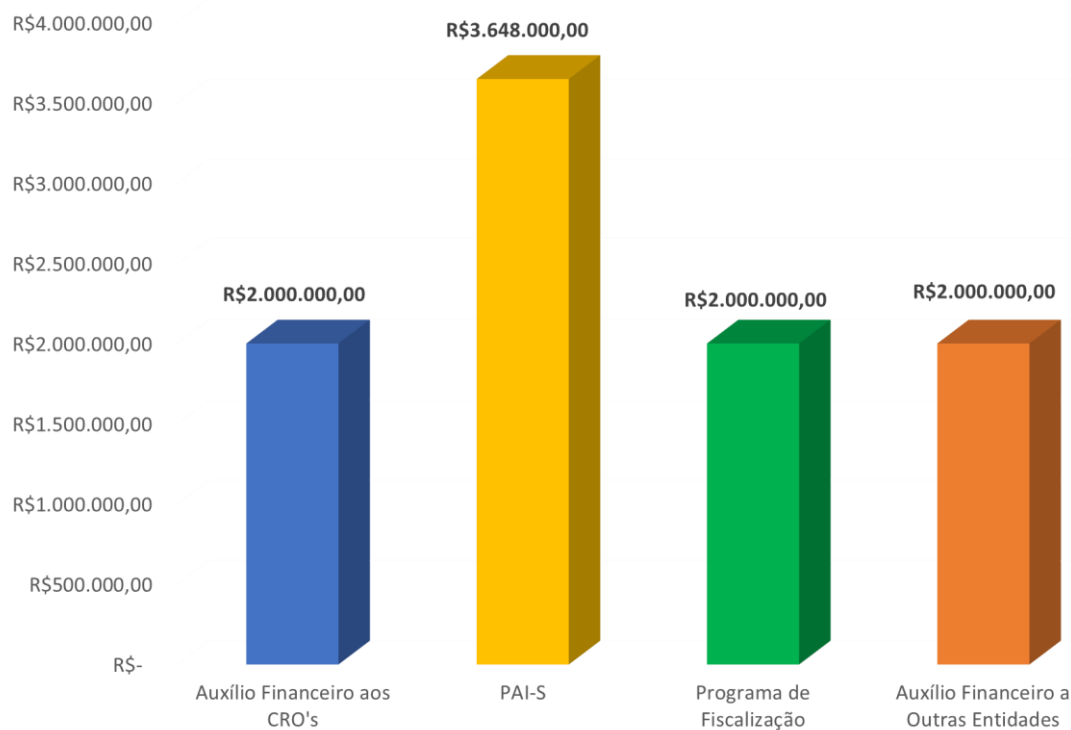 R$4.000.000,00
R$3.500.000,00
R$3.000.000,00
R$2.500.000,00
R$2.000.000,00
R$1.500.000,00
R$1.000.000,00
R$500.000,00
R$-
R$2.000.000,00
R$3.648.000,00
R$2.000.000,00
R$2.000.000,00
Auxílio Financeiro aos
CRO's
PAI-S
Programa de
Fiscalização
Auxílio Financeiro a
Outras Entidades